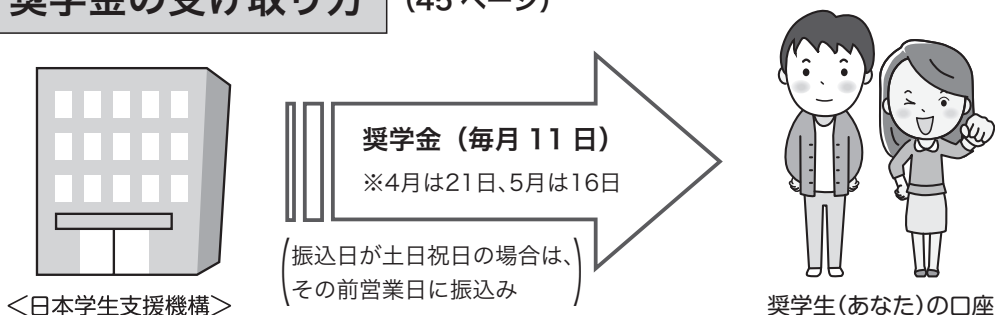 奨学金の受け取り方 (45ページ)
奨学金（毎月 11 日）
※4月は21日、5月は16日
振込日が土日祝日の場合は、
その前営業日に振込み
＜日本学生支援機構＞
奨学生(あなた)の口座